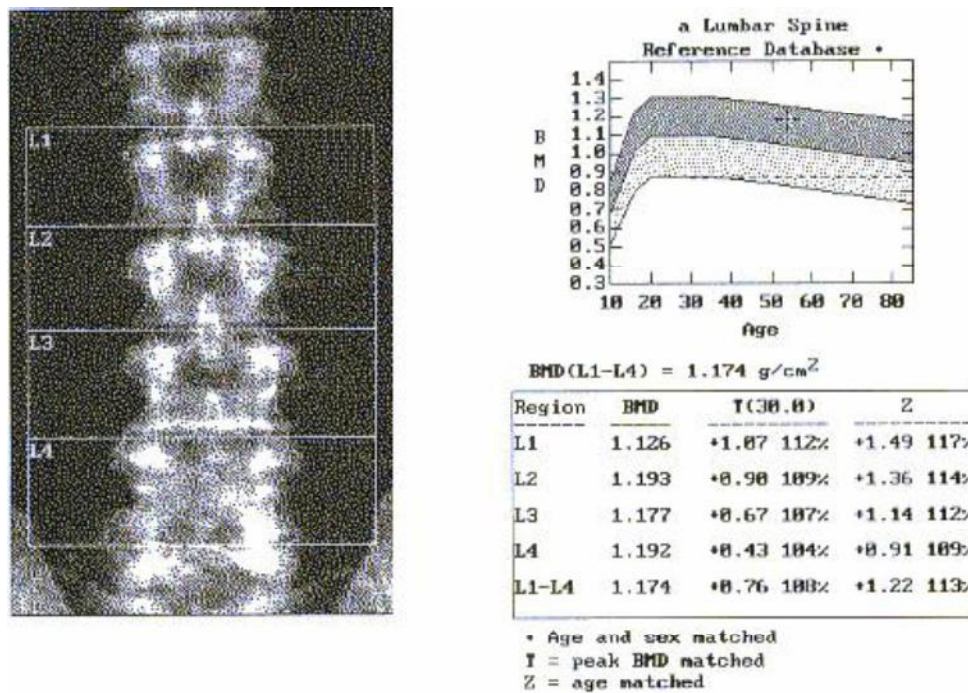 L1
L2
L3
L4
a Lumbar Spine
Reference Database •
1.4
1.3
1.2
1.1
1.0
0.9
0.8
0.7
0.6
0.5
0.4
0.3
B
M
D
10 20 30 40 50 60 70 80
Age
BMD(L1-L4) = 1.174 g/cm²
Region BMD T(30.0) Z
L1 1.126 +1.07 112% +1.49 117%
L2 1.193 +0.90 109% +1.36 114%
L3 1.177 +0.67 107% +1.14 112%
L4 1.192 +0.43 104% +0.91 109%
L1-L4 1.174 +0.76 108% +1.22 113%
• Age and sex matched
T = peak BMD matched
Z = age matched